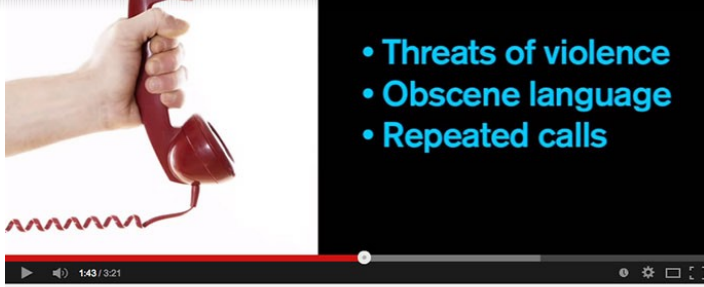 • Threats of violence
• Obscene language
• Repeated calls
1:43 / 3:21